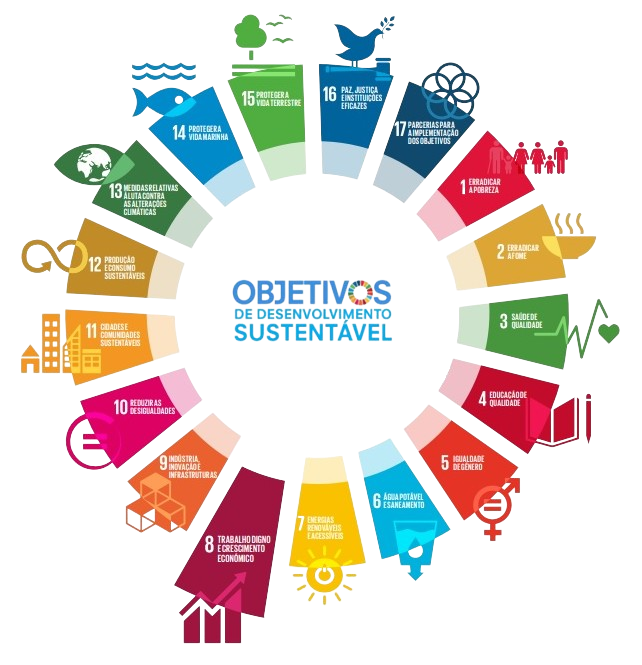 OBJETIVOS
DE DESENVOLVIMENTO
SUSTENTÁVEL
1 ERRADICAR
A POBREZA
2 ERRADICAR
A FOME
3 SAÚDE DE
QUALIDADE
4 EDUCAÇÃO DE
QUALIDADE
5 IGUALDADE
DE GÉNERO
6 ÁGUA POTÁVEL
E SANEAMENTO
7 ENERGIAS
RENOVÁVEIS
E ACESSÍVEIS
8 TRABALHO DIGNO
E CRESCIMENTO
ECONÓMICO
9 INDÚSTRIA,
INOVAÇÃO E
INFRASTRUTURAS
10 REDUZIR AS
DESIGUALDADES
11 CIDADES E
COMUNIDADES
SUSTENTÁVEIS
12 PRODUÇÃO
E CONSUMO
SUSTENTÁVEIS
13 MEDIDAS RELATIVAS
À LUTA CONTRA
AS ALTERAÇÕES
CLIMÁTICAS
14 PROTEGER A
VIDA MARINHA
15 PROTEGER A
VIDA TERRESTRE
16 PAZ, JUSTIÇA
E INSTITUIÇÕES
EFICAZES
17 PARCERIAS PARA
A IMPLEMENTAÇÃO
DOS OBJETIVOS